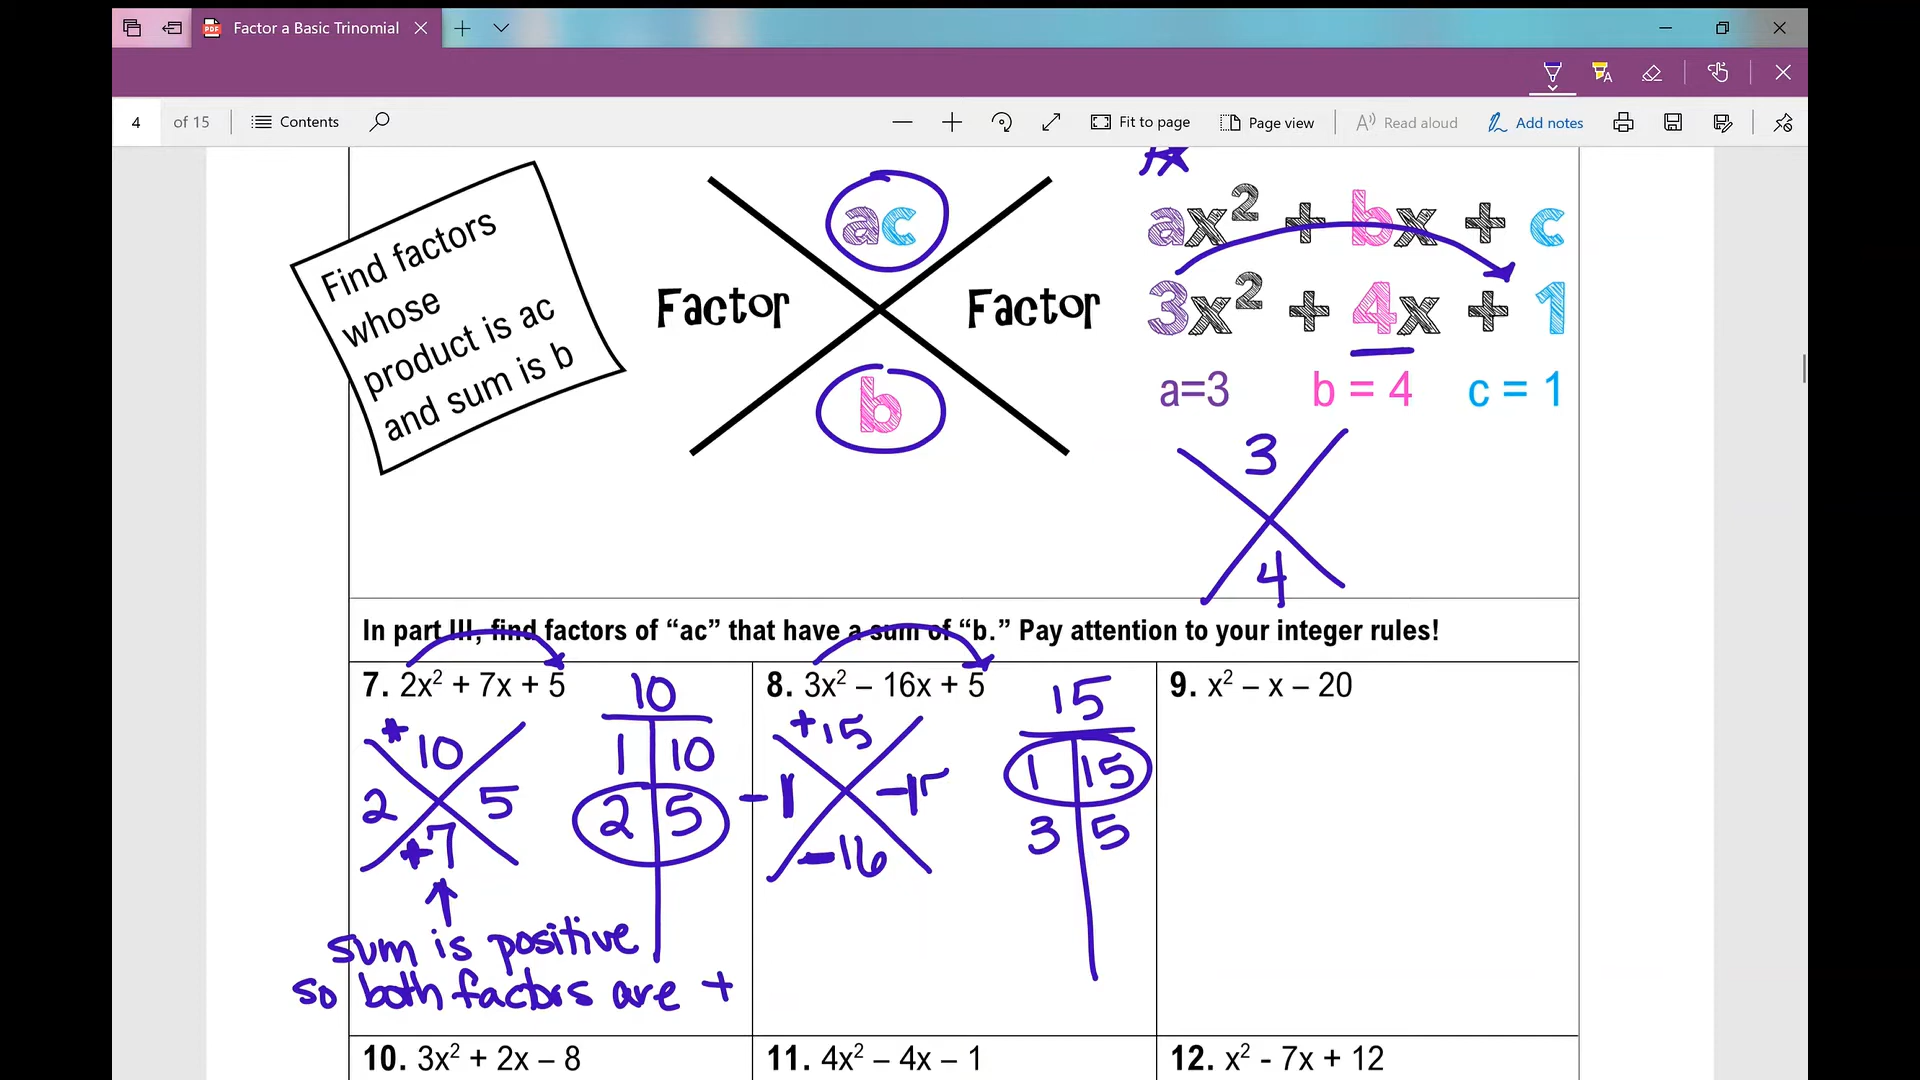 Factor a Basic Trinomial
4 of 15 Contents Fit to page Page view Read aloud Add notes
Find factors
whose
product is ac
and sum is b
ac
Factor Factor
b
ax² + bx + c
3x² + 4x + 1
a=3 b = 4 c = 1
3
4
In part III, find factors of “ac” that have a sum of “b.” Pay attention to your integer rules!
7. 2x² + 7x + 5
10
+10
1 10
2 5
2 5
+7
sum is positive
so both factors are +
8. 3x² – 16x + 5
15
+15
1 15
-1 -15
3 5
-16
9. x² – x – 20
10. 3x² + 2x – 8
11. 4x² – 4x – 1
12. x² - 7x + 12